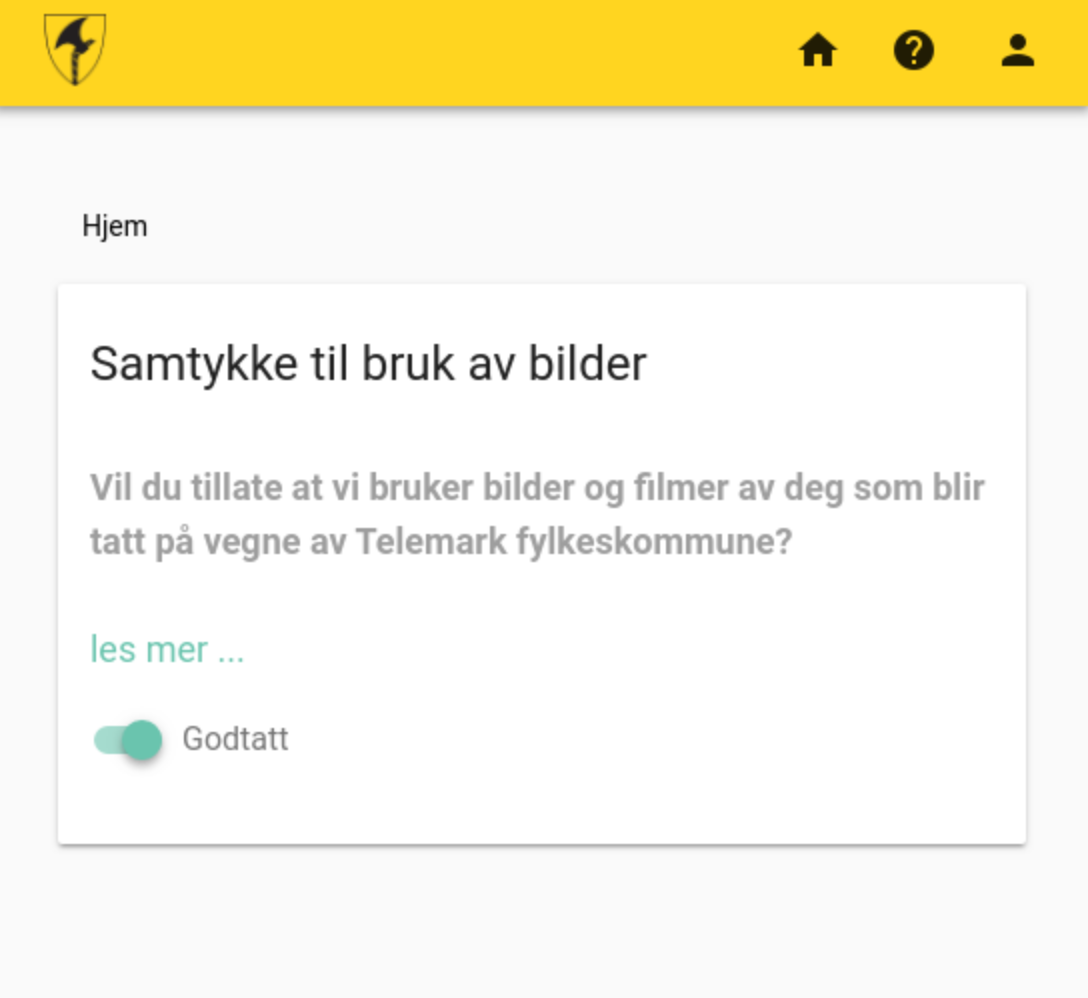 Hjem
Samtykke til bruk av bilder
Vil du tillate at vi bruker bilder og filmer av deg som blir
tatt på vegne av Telemark fylkeskommune?
les mer ...
Godtatt